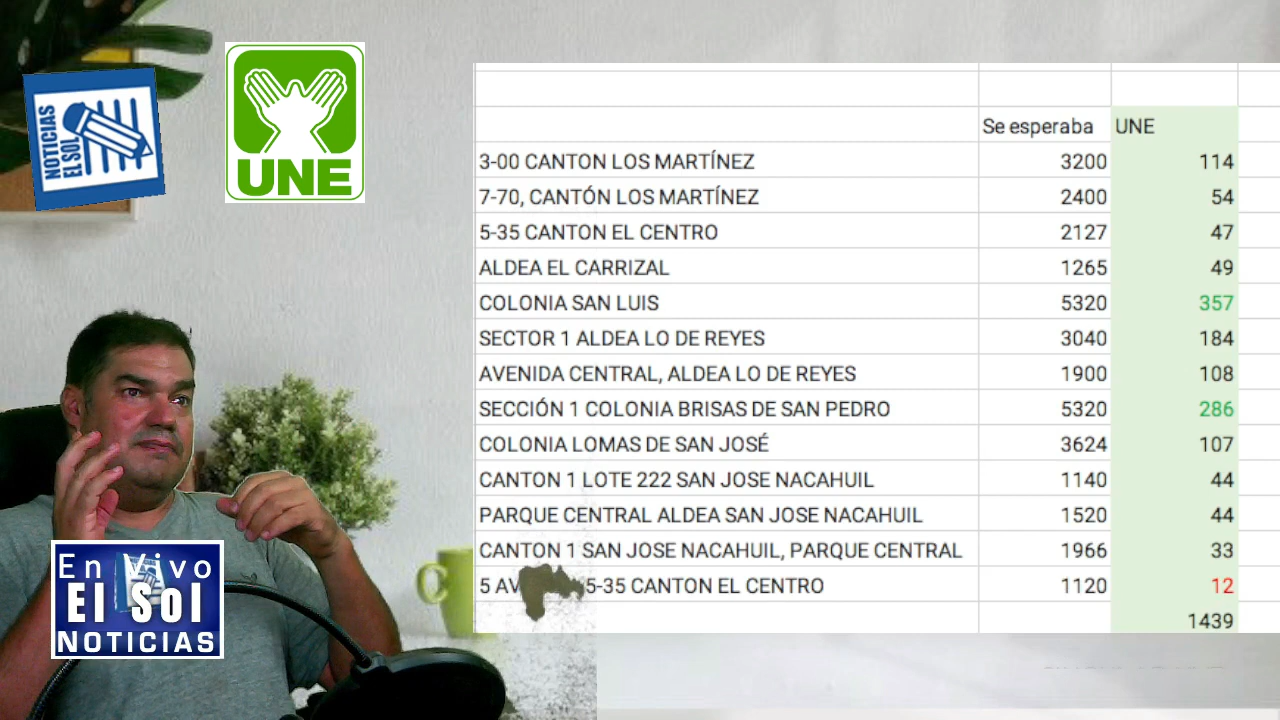 NOTICIAS
EL SOL
UNE
Se esperaba UNE
3-00 CANTON LOS MARTÍNEZ 3200 114
7-70, CANTÓN LOS MARTÍNEZ 2400 54
5-35 CANTON EL CENTRO 2127 47
ALDEA EL CARRIZAL 1265 49
COLONIA SAN LUIS 5320 357
SECTOR 1 ALDEA LO DE REYES 3040 184
AVENIDA CENTRAL, ALDEA LO DE REYES 1900 108
SECCIÓN 1 COLONIA BRISAS DE SAN PEDRO 5320 286
COLONIA LOMAS DE SAN JOSÉ 3624 107
CANTON 1 LOTE 222 SAN JOSE NACAHUIL 1140 44
PARQUE CENTRAL ALDEA SAN JOSE NACAHUIL 1520 44
CANTON 1 SAN JOSE NACAHUIL, PARQUE CENTRAL 1966 33
5 AV 5-35 CANTON EL CENTRO 1120 12
1439
En Vivo
El Sol
NOTICIAS